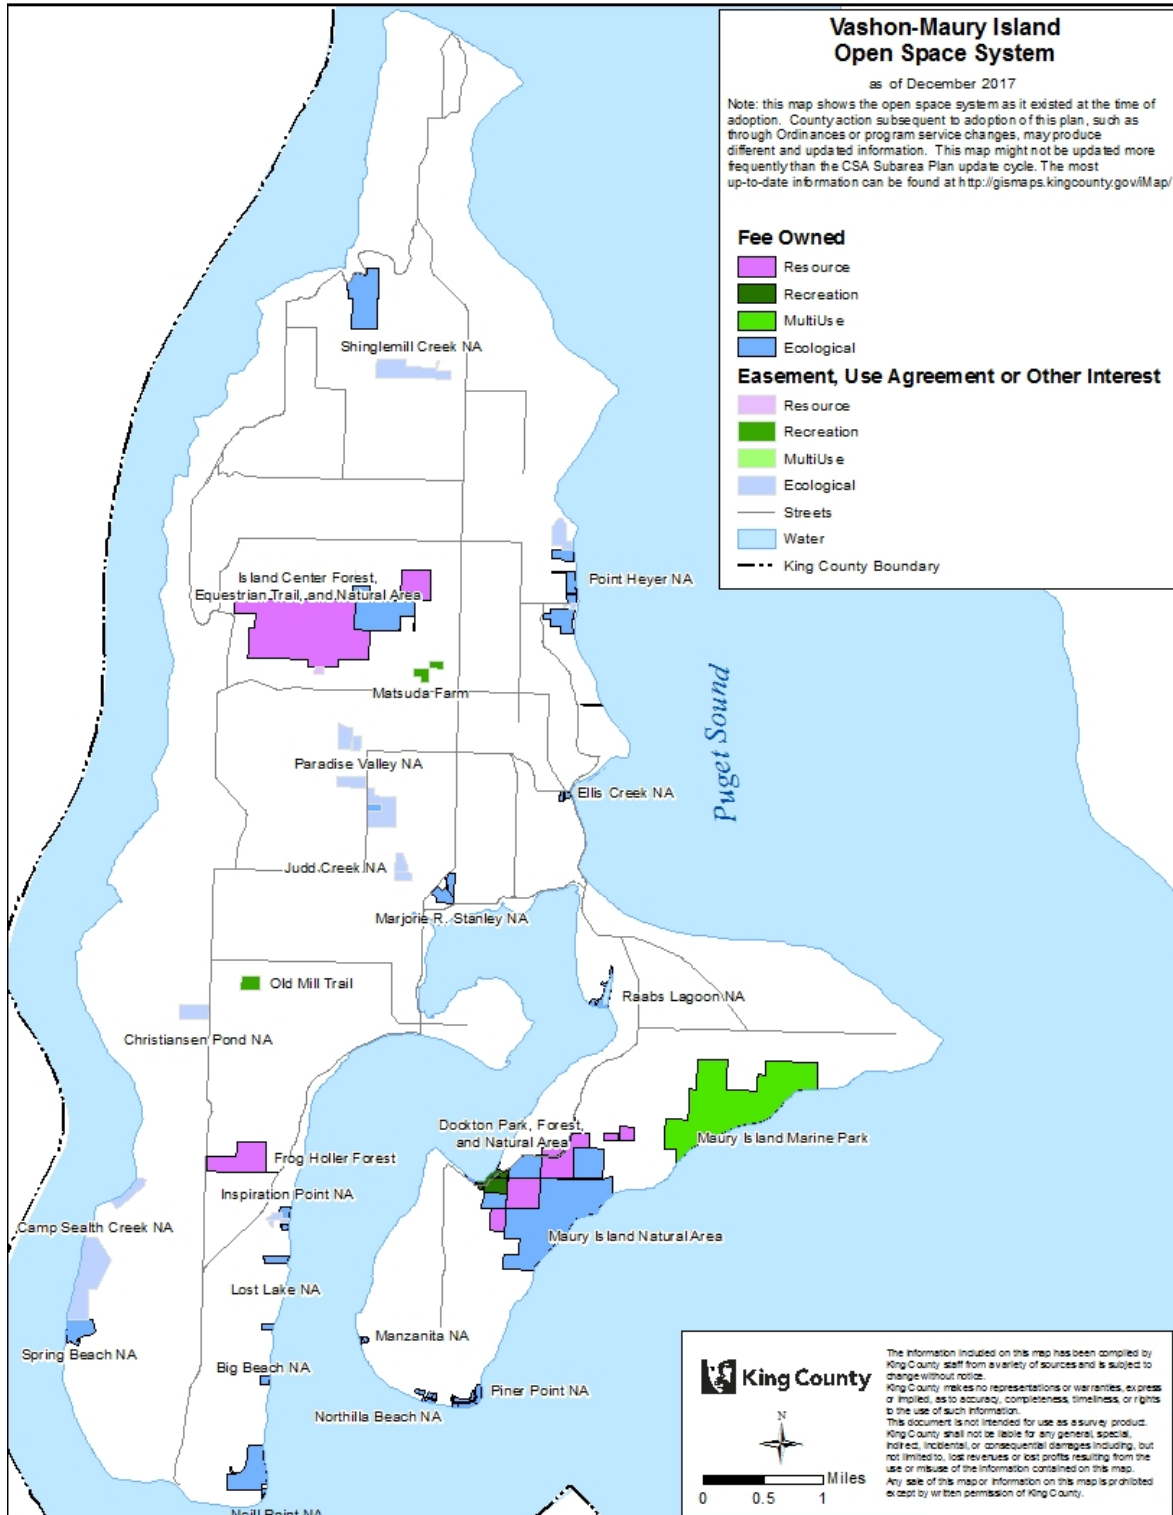 Vashon-Maury Island
Open Space System
as of December 2017
Note: this map shows the open space system as it existed at the time of
adoption. County action subsequent to adoption of this plan, such as
through Ordinances or program service changes, may produce
different and updated information. This map might not be updated more
frequently than the CSA Subarea Plan update cycle. The most
up-to-date information can be found at http://gismaps.kingcounty.gov/iMap/
Fee Owned
Resource
Recreation
MultiUse
Ecological
Easement, Use Agreement or Other Interest
Resource
Recreation
MultiUse
Ecological
Streets
Water
King County Boundary
Shinglemill Creek NA
Island Center Forest,
Equestrian Trail, and Natural Area
Point Heyer NA
Matsuda Farm
Puget Sound
Paradise Valley NA
Ellis Creek NA
Judd Creek NA
Marjorie R. Stanley NA
Old Mill Trail
Raabs Lagoon NA
Christiansen Pond NA
Dockton Park, Forest,
and Natural Area
Maury Island Marine Park
Frog Holler Forest
Inspiration Point NA
Camp Sealth Creek NA
Maury Island Natural Area
Lost Lake NA
Manzanita NA
Spring Beach NA
Big Beach NA
Piner Point NA
Northilla Beach NA
Neill Point NA
King County
N
Miles
0 0.5 1
The information included on this map has been compiled by
King County staff from a variety of sources and is subject to
change without notice.
King County makes no representations or warranties, express
or implied, as to accuracy, completeness, timeliness, or rights
to the use of such information.
This document is not intended for use as a survey product.
King County shall not be liable for any general, special,
indirect, incidental, or consequential damages including, but
not limited to, lost revenues or lost profits resulting from the
use or misuse of the information contained on this map.
Any sale of this map or information on this map is prohibited
except by written permission of King County.